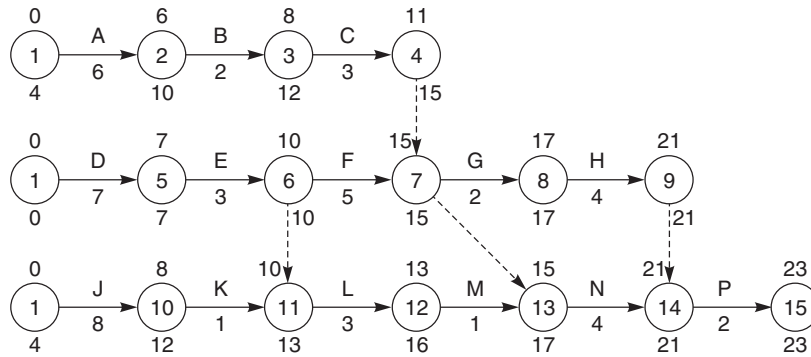 0 6 8 11
A B C
1 2 3 4
6 2 3
4 10 12 15
0 7 10 15 17 21
D E F G H
1 5 6 7 8 9
7 3 5 2 4
0 7 10 15 17 21
0 8 10 13 15 21 23
J K L M N P
1 10 11 12 13 14 15
8 1 3 1 4 2
4 12 13 16 17 21 23